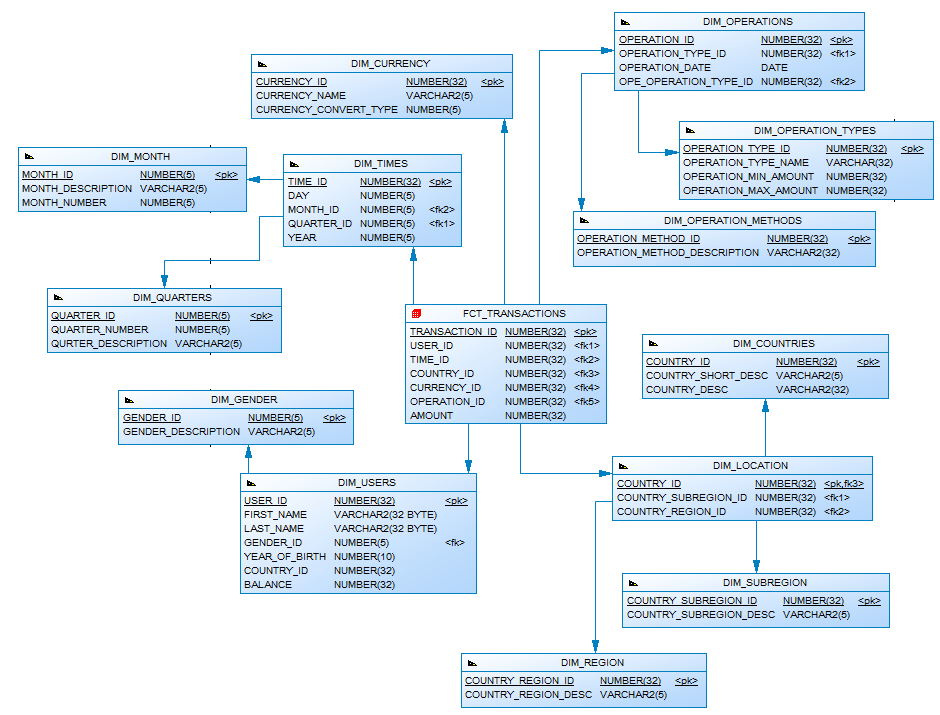 DIM_OPERATIONS
OPERATION_ID NUMBER(32) <pk>
OPERATION_TYPE_ID NUMBER(32) <fk1>
OPERATION_DATE DATE
OPE_OPERATION_TYPE_ID NUMBER(32) <fk2>
DIM_CURRENCY
CURRENCY_ID NUMBER(32) <pk>
CURRENCY_NAME VARCHAR2(5)
CURRENCY_CONVERT_TYPE NUMBER(5)
DIM_OPERATION_TYPES
OPERATION_TYPE_ID NUMBER(32) <pk>
OPERATION_TYPE_NAME VARCHAR(32)
OPERATION_MIN_AMOUNT NUMBER(32)
OPERATION_MAX_AMOUNT NUMBER(32)
DIM_MONTH
MONTH_ID NUMBER(5) <pk>
MONTH_DESCRIPTION VARCHAR2(5)
MONTH_NUMBER NUMBER(5)
DIM_TIMES
TIME_ID NUMBER(32) <pk>
DAY NUMBER(5)
MONTH_ID NUMBER(5) <fk2>
QUARTER_ID NUMBER(5) <fk1>
YEAR NUMBER(5)
DIM_OPERATION_METHODS
OPERATION_METHOD_ID NUMBER(32) <pk>
OPERATION_METHOD_DESCRIPTION VARCHAR2(32)
DIM_QUARTERS
QUARTER_ID NUMBER(5) <pk>
QUARTER_NUMBER NUMBER(5)
QURTER_DESCRIPTION VARCHAR2(5)
FCT_TRANSACTIONS
TRANSACTION_ID NUMBER(32) <pk>
USER_ID NUMBER(32) <fk1>
TIME_ID NUMBER(32) <fk2>
COUNTRY_ID NUMBER(32) <fk3>
CURRENCY_ID NUMBER(32) <fk4>
OPERATION_ID NUMBER(32) <fk5>
AMOUNT NUMBER(32)
DIM_COUNTRIES
COUNTRY_ID NUMBER(32) <pk>
COUNTRY_SHORT_DESC VARCHAR2(5)
COUNTRY_DESC VARCHAR2(32)
DIM_GENDER
GENDER_ID NUMBER(5) <pk>
GENDER_DESCRIPTION VARCHAR2(5)
DIM_LOCATION
COUNTRY_ID NUMBER(32) <pk,fk3>
COUNTRY_SUBREGION_ID NUMBER(32) <fk1>
COUNTRY_REGION_ID NUMBER(32) <fk2>
DIM_USERS
USER_ID NUMBER(32) <pk>
FIRST_NAME VARCHAR2(32 BYTE)
LAST_NAME VARCHAR2(32 BYTE)
GENDER_ID NUMBER(5) <fk>
YEAR_OF_BIRTH NUMBER(10)
COUNTRY_ID NUMBER(32)
BALANCE NUMBER(32)
DIM_SUBREGION
COUNTRY_SUBREGION_ID NUMBER(32) <pk>
COUNTRY_SUBREGION_DESC VARCHAR2(5)
DIM_REGION
COUNTRY_REGION_ID NUMBER(32) <pk>
COUNTRY_REGION_DESC VARCHAR2(5)